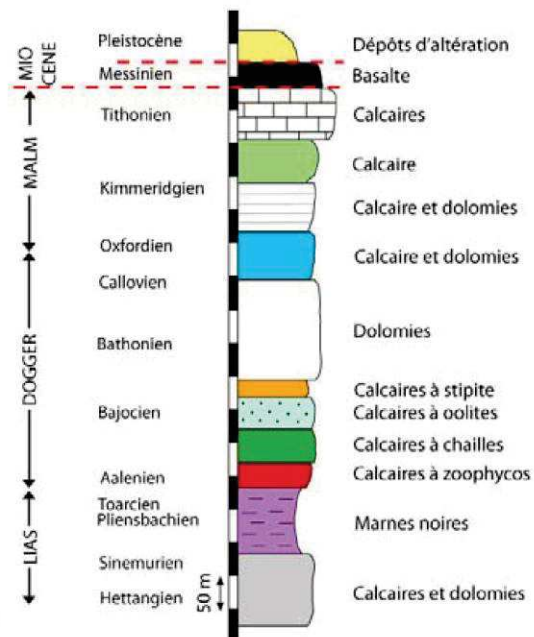 MIO
CENE
MALM
DOGGER
LIAS
Pleistocène
Messinien
Tithonien
Kimmeridgien
Oxfordien
Callovien
Bathonien
Bajocien
Aalenien
Toarcien
Pliensbachien
Sinemurien
Hettangien
50 m
Dépôts d'altération
Basalte
Calcaires
Calcaire
Calcaire et dolomies
Calcaire et dolomies
Dolomies
Calcaires à stipite
Calcaires à oolites
Calcaires à chailles
Calcaires à zoophycos
Marnes noires
Calcaires et dolomies